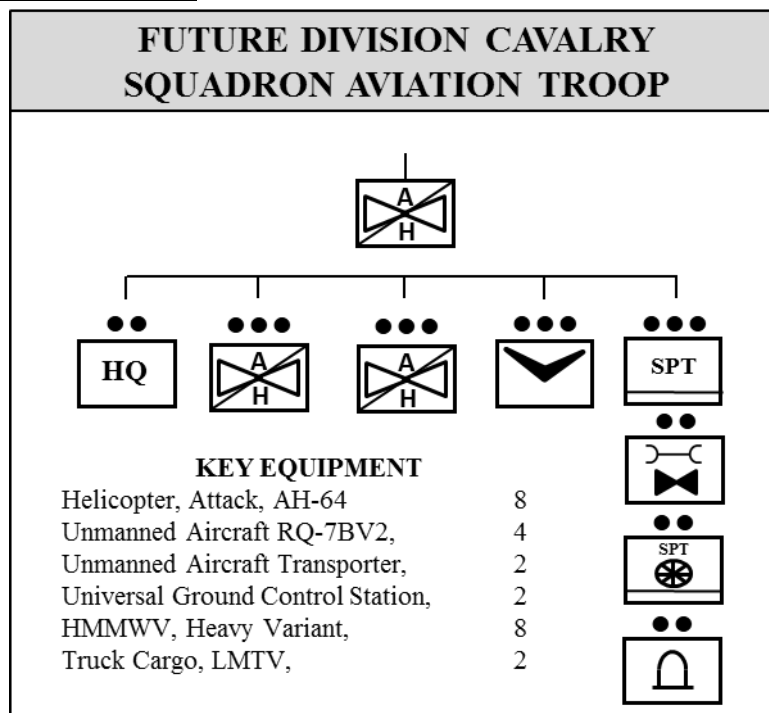 FUTURE DIVISION CAVALRY
SQUADRON AVIATION TROOP
A
H
HQ
A
H
A
H
SPT
KEY EQUIPMENT
Helicopter, Attack, AH-64 8
Unmanned Aircraft RQ-7BV2, 4
Unmanned Aircraft Transporter, 2
Universal Ground Control Station, 2
HMMWV, Heavy Variant, 8
Truck Cargo, LMTV, 2
SPT